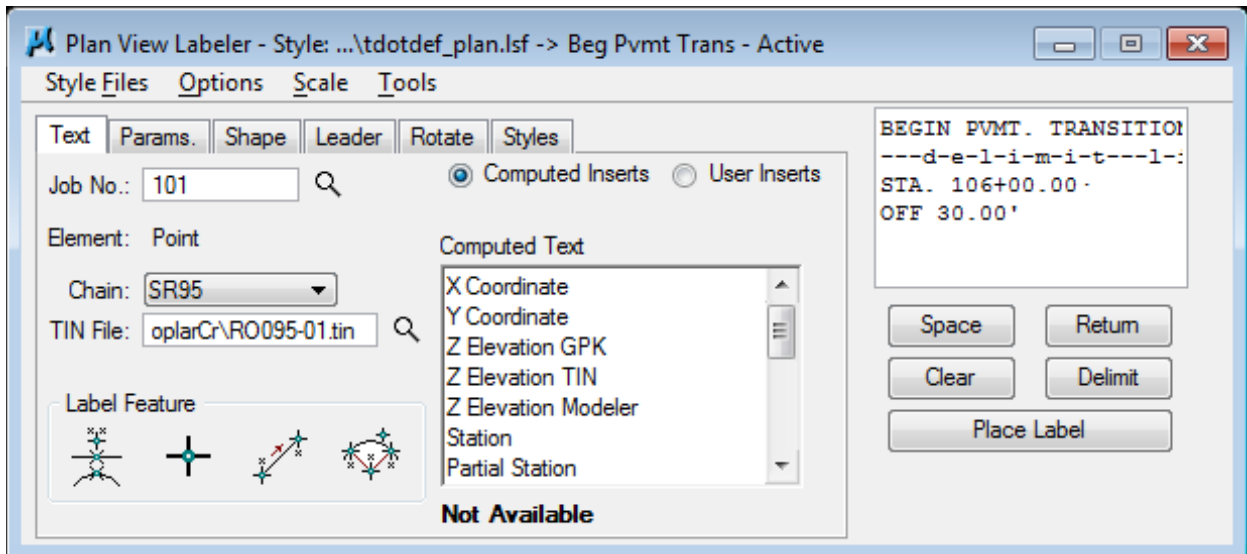 Plan View Labeler - Style: ...\tdotdef_plan.lsf -> Beg Pvmt Trans - Active
Style Files Options Scale Tools
Text Params. Shape Leader Rotate Styles
Job No.: 101
Computed Inserts User Inserts
Element: Point
Chain: SR95
TIN File: oplarCr\RO095-01.tin
Label Feature
Computed Text
X Coordinate
Y Coordinate
Z Elevation GPK
Z Elevation TIN
Z Elevation Modeler
Station
Partial Station
Not Available
BEGIN PVMT. TRANSITION
---d-e-l-i-m-i-t---l-i
STA. 106+00.00
OFF 30.00'
Space Return
Clear Delimit
Place Label